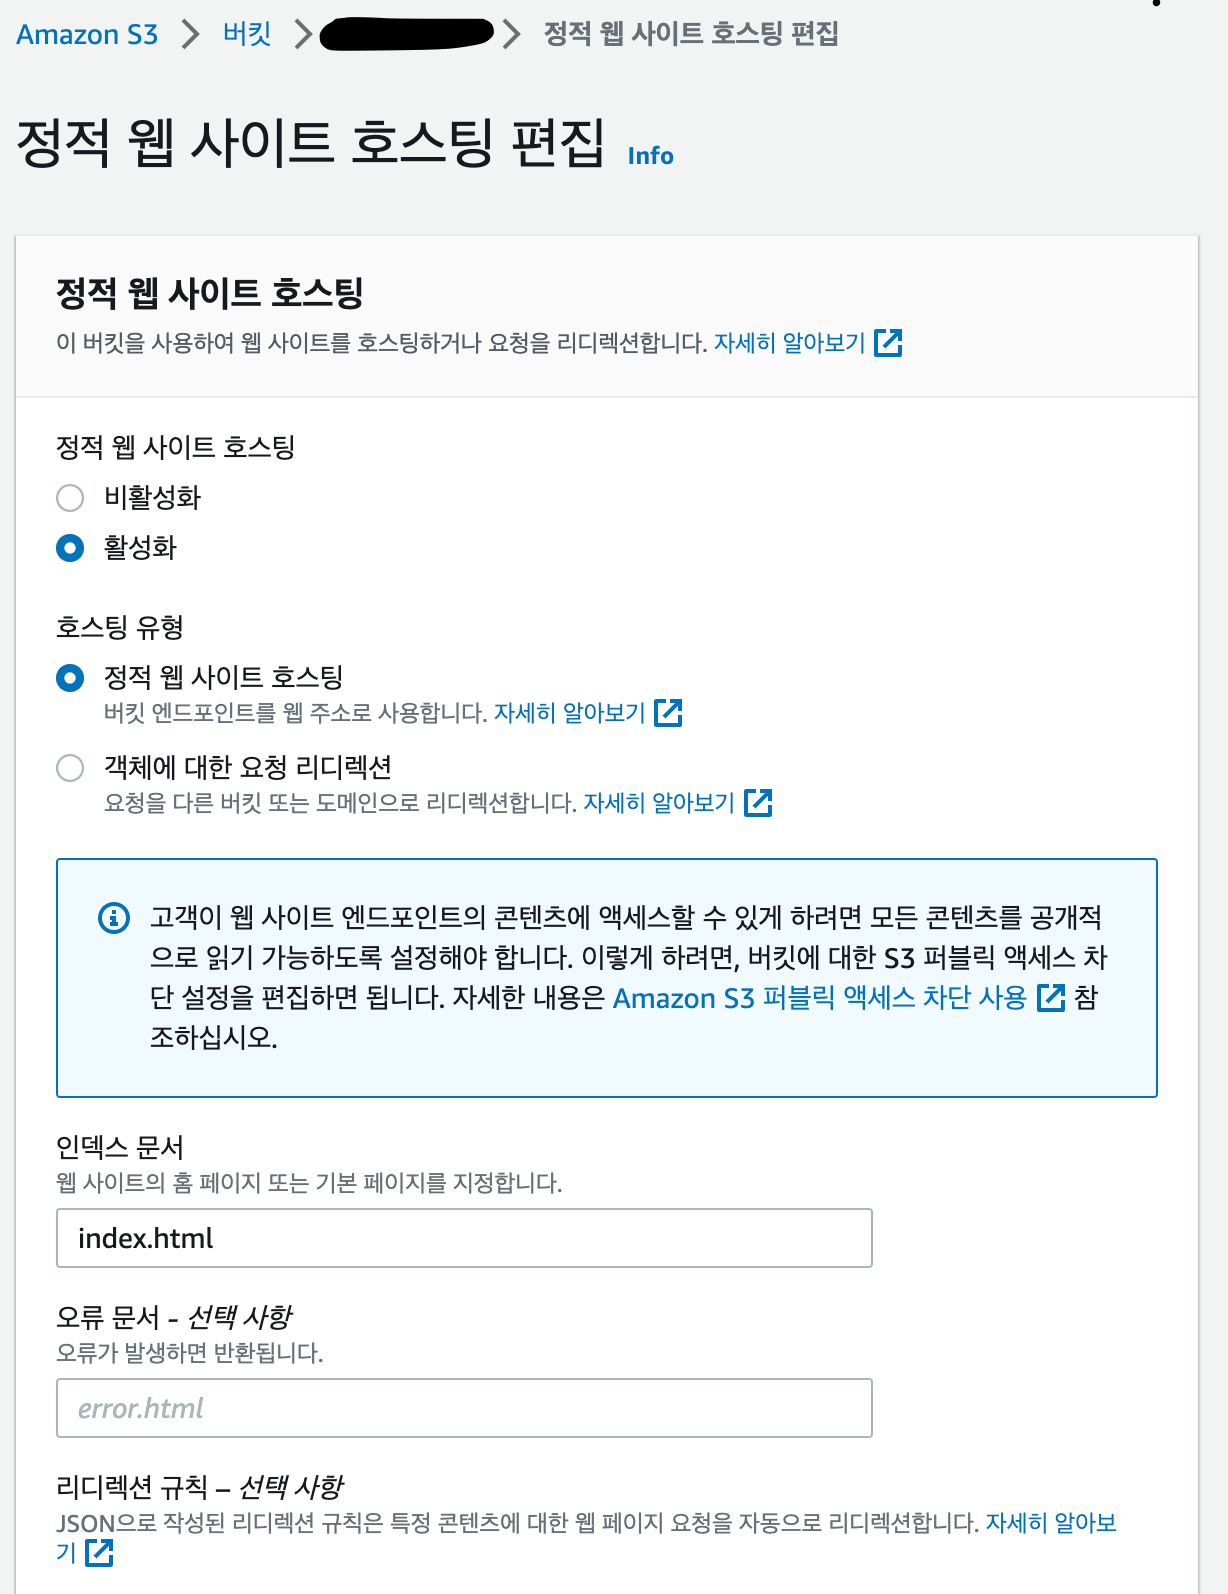 Amazon S3 > 버킷 > > 정적 웹 사이트 호스팅 편집
정적 웹 사이트 호스팅 편집 Info
정적 웹 사이트 호스팅
이 버킷을 사용하여 웹 사이트를 호스팅하거나 요청을 리디렉션합니다. 자세히 알아보기
정적 웹 사이트 호스팅
비활성화
활성화
호스팅 유형
정적 웹 사이트 호스팅
버킷 엔드포인트를 웹 주소로 사용합니다. 자세히 알아보기
객체에 대한 요청 리디렉션
요청을 다른 버킷 또는 도메인으로 리디렉션합니다. 자세히 알아보기
고객이 웹 사이트 엔드포인트의 콘텐츠에 액세스할 수 있게 하려면 모든 콘텐츠를 공개적
으로 읽기 가능하도록 설정해야 합니다. 이렇게 하려면, 버킷에 대한 S3 퍼블릭 액세스 차
단 설정을 편집하면 됩니다. 자세한 내용은 Amazon S3 퍼블릭 액세스 차단 사용 참
조하십시오.
인덱스 문서
웹 사이트의 홈 페이지 또는 기본 페이지를 지정합니다.
index.html
오류 문서 - 선택 사항
오류가 발생하면 반환됩니다.
error.html
리디렉션 규칙 – 선택 사항
JSON으로 작성된 리디렉션 규칙은 특정 콘텐츠에 대한 웹 페이지 요청을 자동으로 리디렉션합니다. 자세히 알아보
기